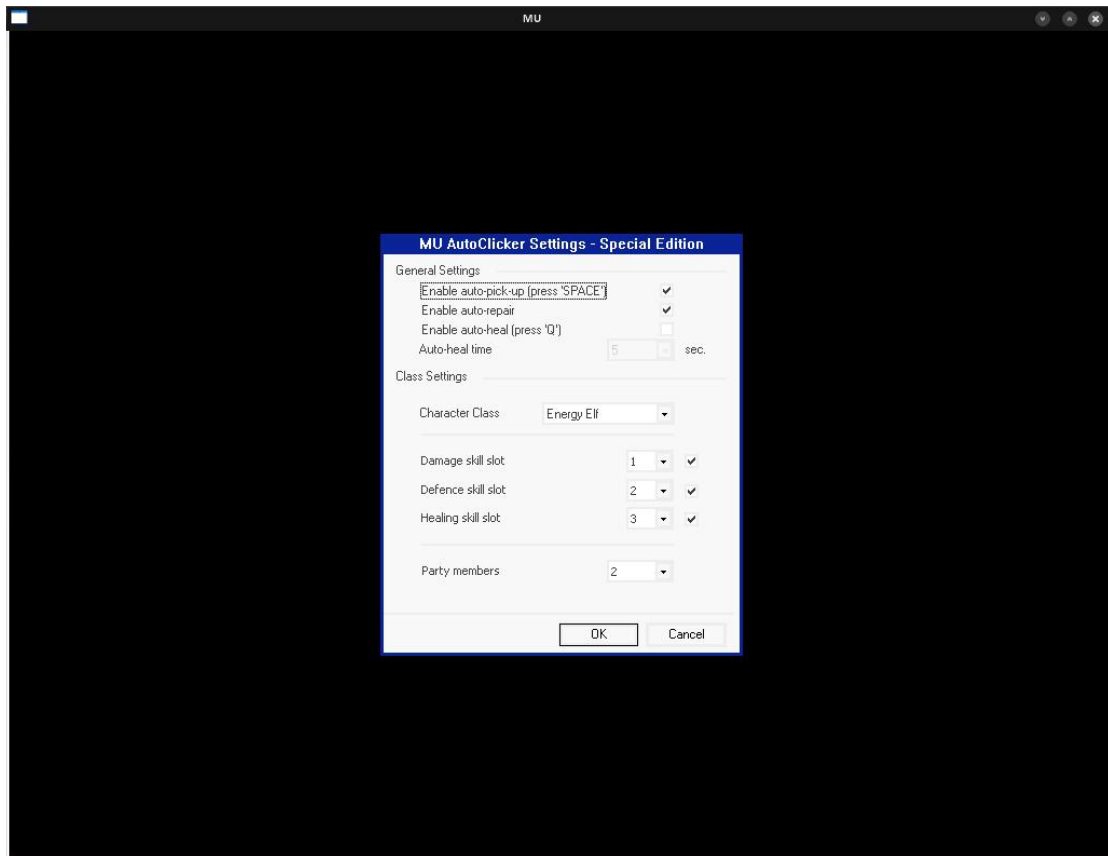 MU
MU AutoClicker Settings - Special Edition
General Settings
Enable auto-pick-up (press 'SPACE')
Enable auto-repair
Enable auto-heal (press 'Q')
Auto-heal time 5 sec.
Class Settings
Character Class Energy Elf
Damage skill slot 1
Defence skill slot 2
Healing skill slot 3
Party members 2
OK Cancel